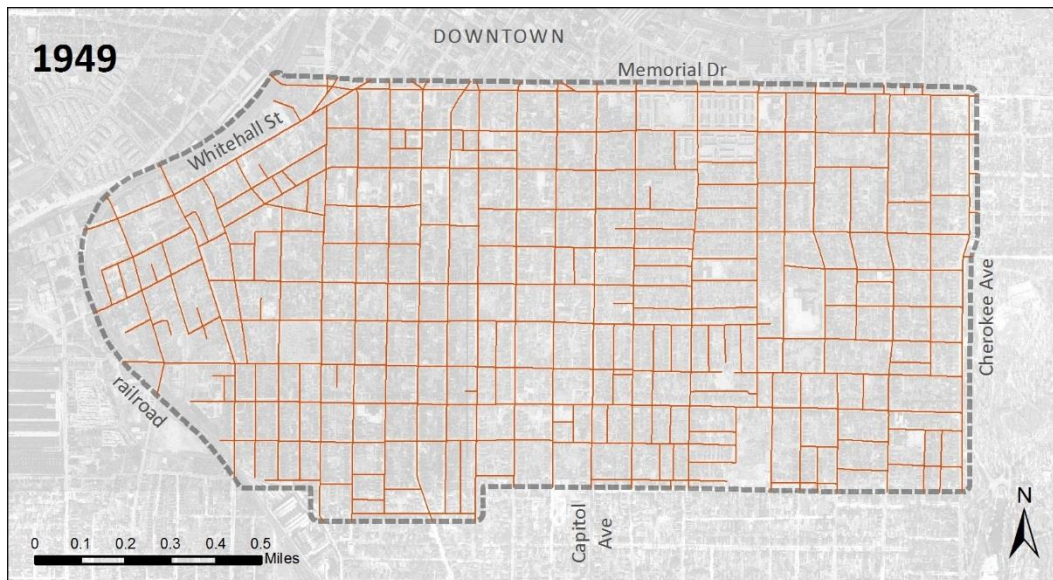 1949
DOWNTOWN
Memorial Dr
Whitehall St
Cherokee Ave
railroad
Capitol
Ave
N
0 0.1 0.2 0.3 0.4 0.5
Miles